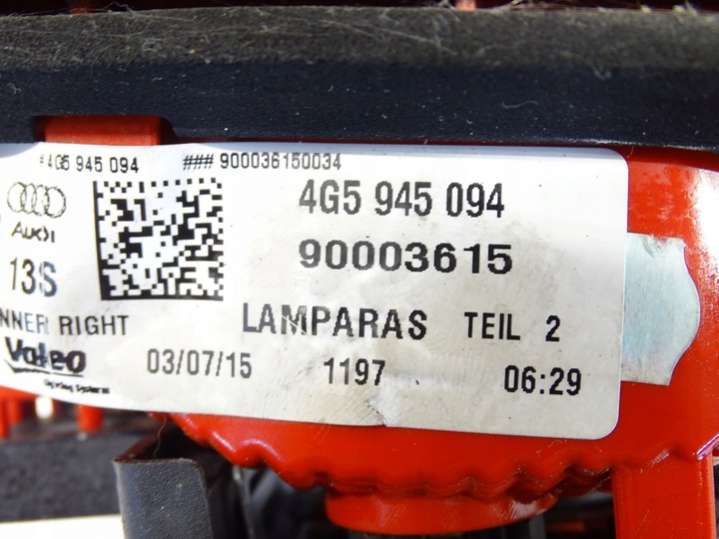 #4G5 945 094 ### 900036150034
4G5 945 094
Audi
90003615
13S
NNER RIGHT LAMPARAS TEIL 2
Valeo 03/07/15 1197 06:29